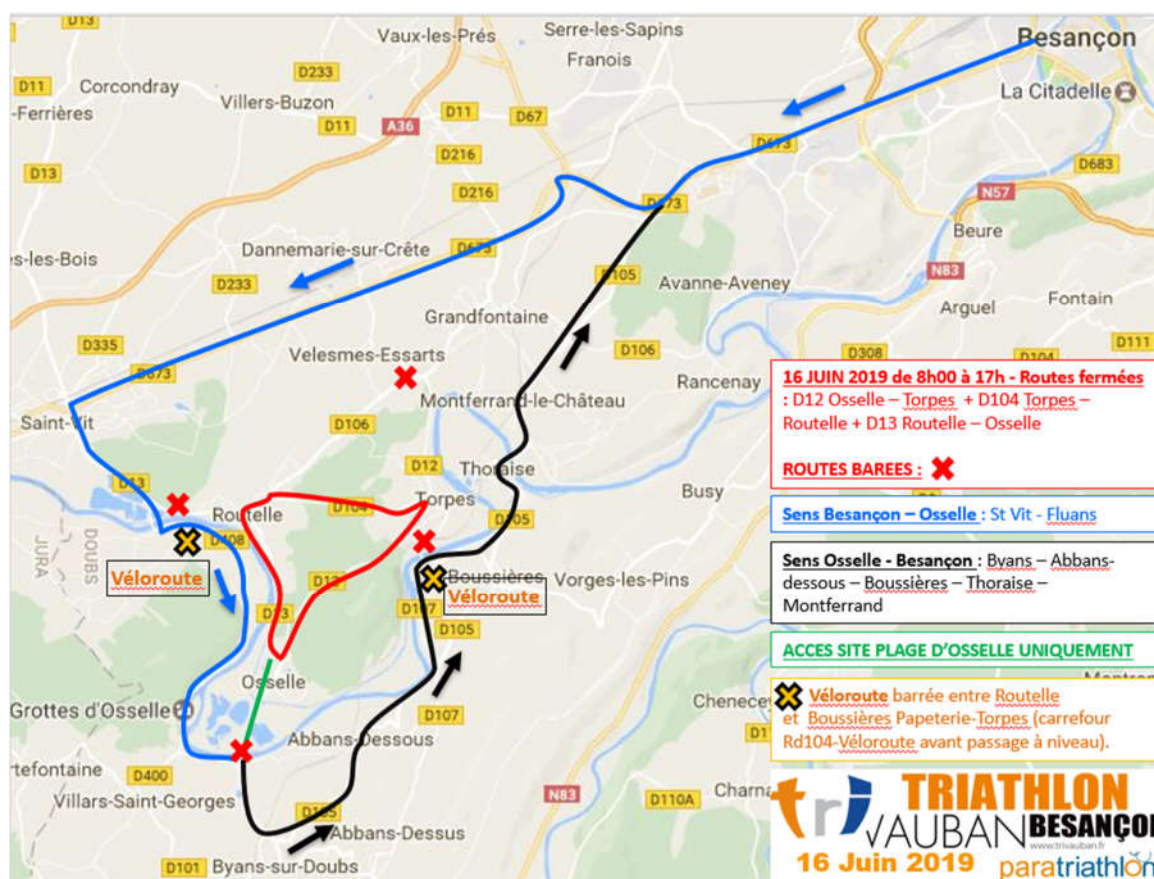 D13
Vaux-les-Prés
Serre-les-Sapins
Besançon
D233
Franois
D11
Corcondray
La Citadelle
-Ferrières
Villers-Buzon
D11
D11
D67
A36
D673
D216
D683
D13
D216
N57
D673
Beure
es-les-Bois
Dannemarie-sur-Crête
D673
D233
D105
Avanne-Aveney
N83
Arguel
Fontain
Grandfontaine
D335
D106
D308
D104
D111
Velesmes-Essarts
D673
Rancenay
Montferrand-le-Château
Saint-Vit
D106
D12
Thoraise
D13
Busy
Torpes
D104
Routelle
D105
D408
JURA
DOUBS
Véloroute
Boussières
Véloroute
Vorges-les-Pins
D12
D107
D13
D105
Osselle
Grottes d'Osselle
D107
Abbans-Dessous
rtefontaine
D400
Villars-Saint-Georges
N83
D110A
D105
Abbans-Dessus
D101
Byans-sur-Doubs
16 JUIN 2019 de 8h00 à 17h - Routes fermées
: D12 Osselle – Torpes + D104 Torpes –
Routelle + D13 Routelle – Osselle
ROUTES BAREES :
Sens Besançon – Osselle : St Vit - Fluans
Sens Osselle - Besançon : Byans – Abbans-
dessous – Boussières – Thoraise –
Montferrand
ACCES SITE PLAGE D'OSSELLE UNIQUEMENT
Véloroute barrée entre Routelle
et Boussières Papeterie-Torpes (carrefour
Rd104-Véloroute avant passage à niveau).
tri
VAUBAN
TRIATHLON
BESANÇON
www.trivauban.fr
16 Juin 2019
paratriathlon